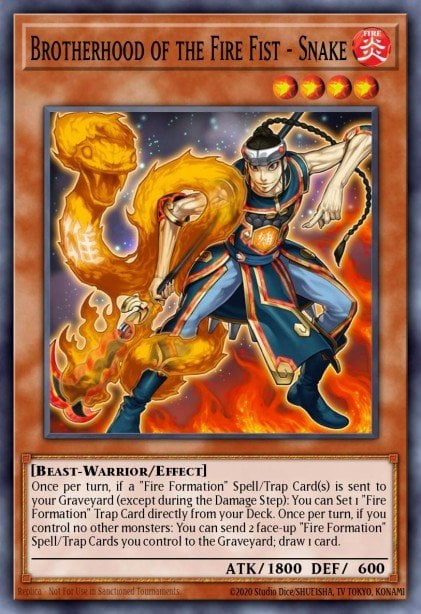 Brotherhood of the Fire Fist - Snake
FIRE
炎
[Beast-Warrior/Effect]
Once per turn, if a "Fire Formation" Spell/Trap Card(s) is sent to
your Graveyard (except during the Damage Step): You can Set 1 "Fire
Formation" Trap Card directly from your Deck. Once per turn, if you
control no other monsters: You can send 2 face-up "Fire Formation"
Spell/Trap Cards you control to the Graveyard; draw 1 card.
ATK/1800 DEF/ 600
Replica - Not For Use in Sanctioned Tournaments
©2020 Studio Dice/SHUEISHA, TV TOKYO, KONAMI